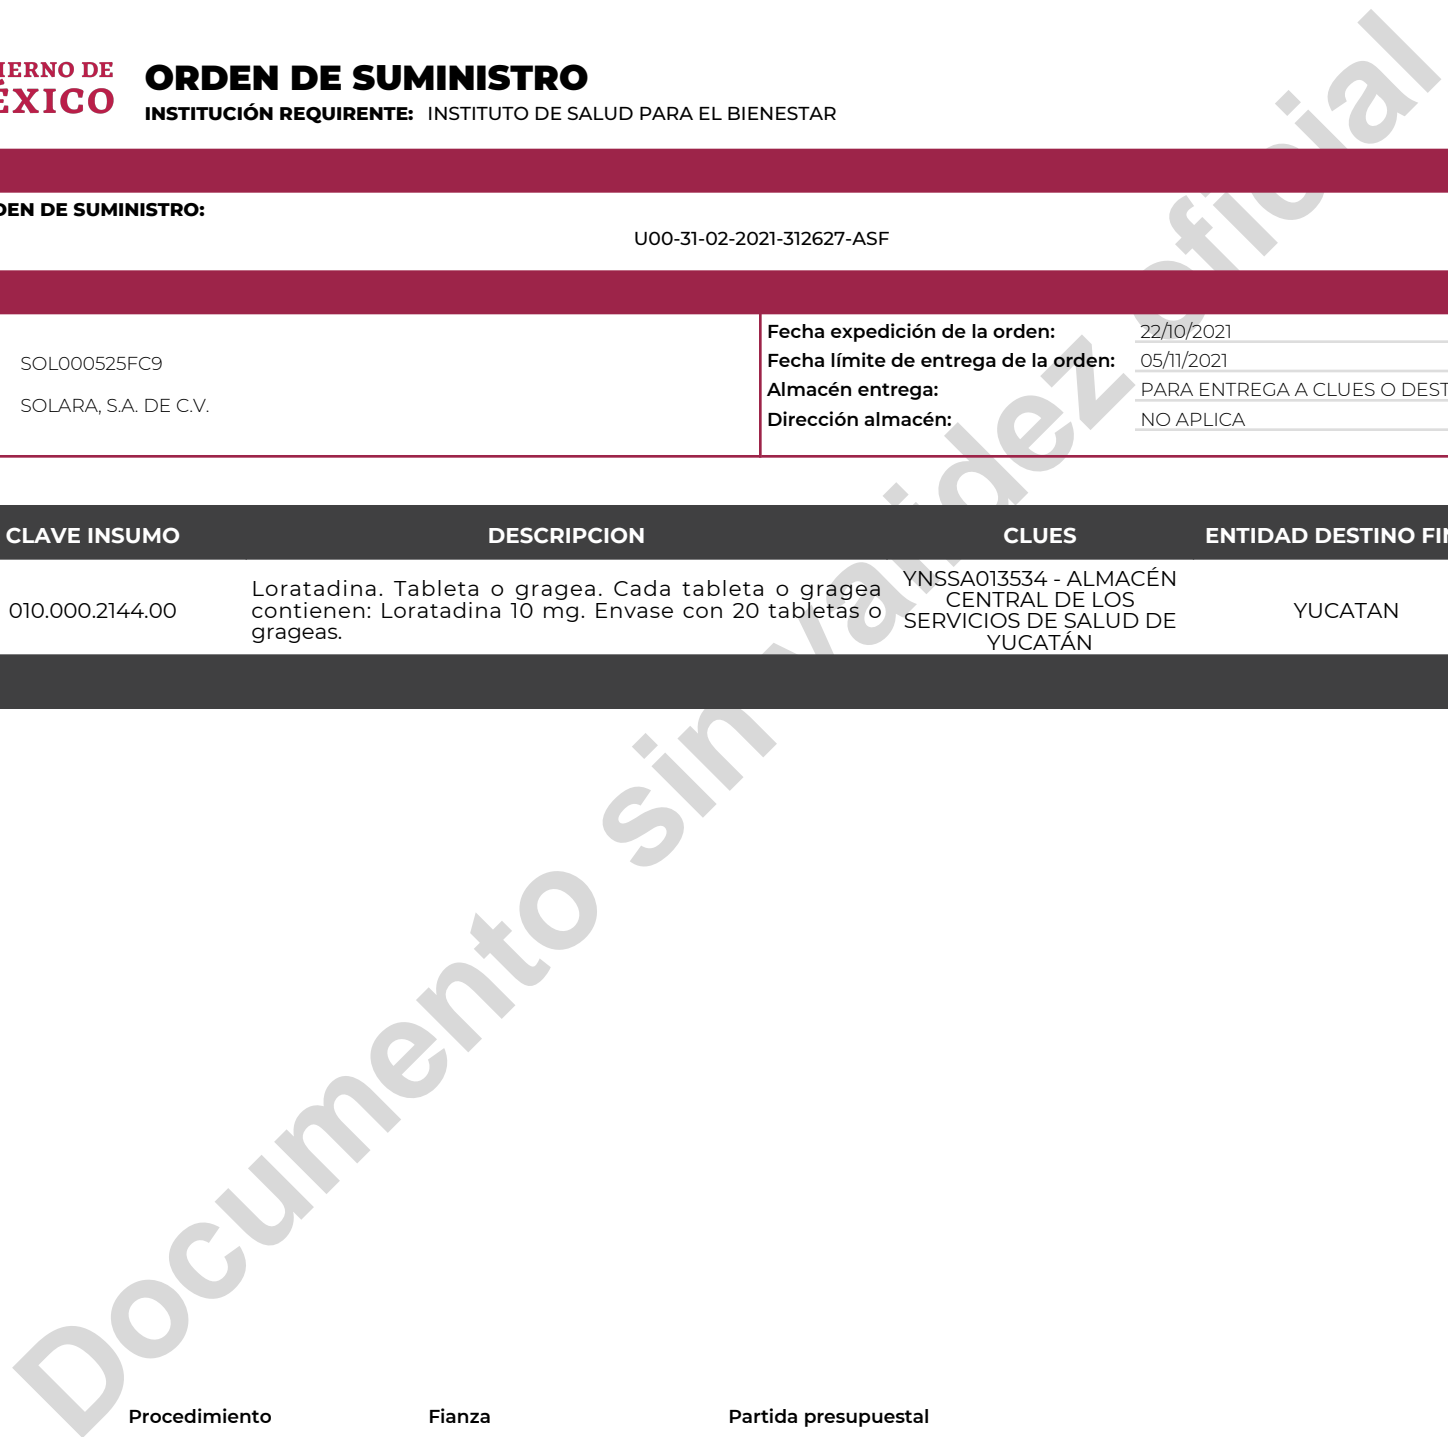 IERNO DE
ÉXICO
ORDEN DE SUMINISTRO
INSTITUCIÓN REQUIRENTE: INSTITUTO DE SALUD PARA EL BIENESTAR
DEN DE SUMINISTRO:
U00-31-02-2021-312627-ASF
SOL000525FC9
SOLARA, S.A. DE C.V.
Fecha expedición de la orden: 22/10/2021
Fecha límite de entrega de la orden: 05/11/2021
Almacén entrega: PARA ENTREGA A CLUES O DEST
Dirección almacén: NO APLICA
CLAVE INSUMO DESCRIPCION CLUES ENTIDAD DESTINO FIN
010.000.2144.00
Loratadina. Tableta o gragea. Cada tableta o gragea
contienen: Loratadina 10 mg. Envase con 20 tabletas o
grageas.
YNSSA013534 - ALMACÉN
CENTRAL DE LOS
SERVICIOS DE SALUD DE
YUCATÁN
YUCATAN
Documento sin validez oficial
Procedimiento Fianza Partida presupuestal